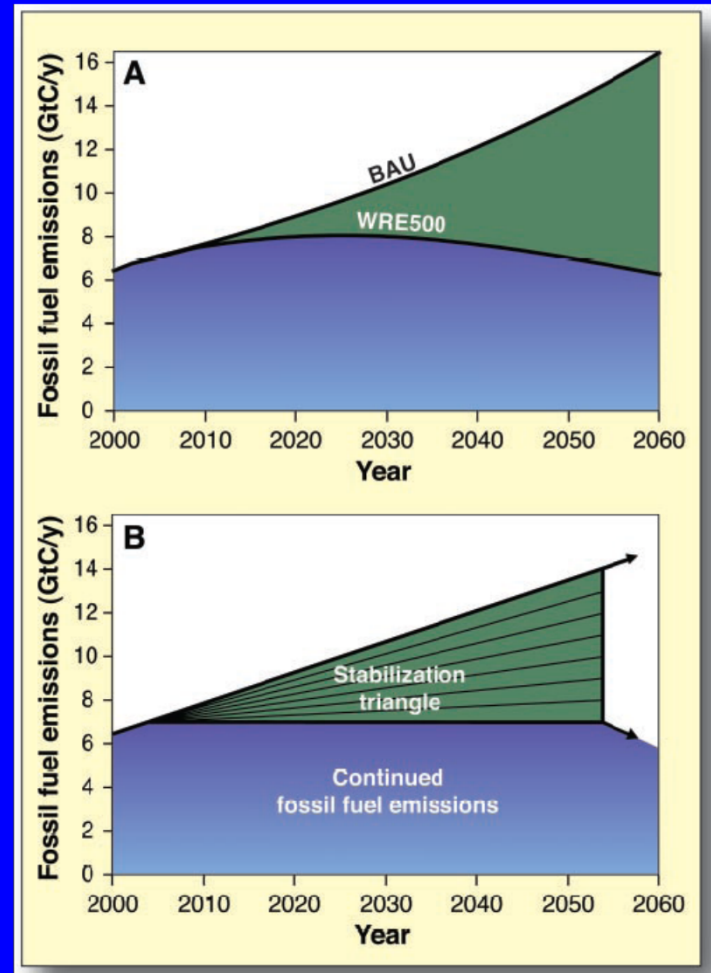 A
Fossil fuel emissions (GtC/y)
16
14
12
10
8
6
4
2
0
BAU
WRE500
2000 2010 2020 2030 2040 2050 2060
Year
B
Fossil fuel emissions (GtC/y)
16
14
12
10
8
6
4
2
0
Stabilization
triangle
Continued
fossil fuel emissions
2000 2010 2020 2030 2040 2050 2060
Year